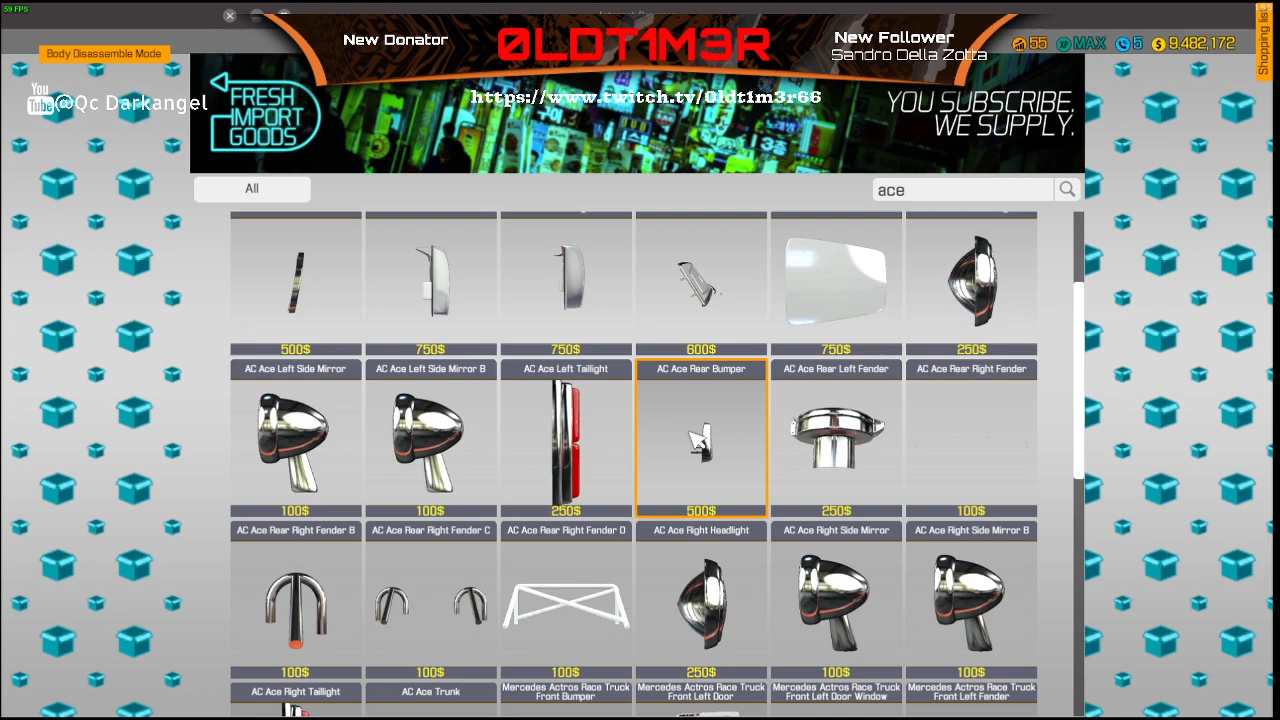 59 FPS
New Donator
0LDT1M3R
New Follower
Sandro Della Zotta
55
XP
MAX
5
$
9,482,172
Shopping list
Body Disassemble Mode
You
Tube
@Qc Darkangel
https://www.twitch.tv/0ldt1m3r66
FRESH
IMPORT
GOODS
YOU SUBSCRIBE.
WE SUPPLY.
All
ace
500$
750$
750$
600$
750$
250$
AC Ace Left Side Mirror
AC Ace Left Side Mirror B
AC Ace Left Taillight
AC Ace Rear Bumper
AC Ace Rear Left Fender
AC Ace Rear Right Fender
100$
100$
250$
500$
250$
100$
AC Ace Rear Right Fender B
AC Ace Rear Right Fender C
AC Ace Rear Right Fender D
AC Ace Right Headlight
AC Ace Right Side Mirror
AC Ace Right Side Mirror B
100$
100$
100$
250$
100$
100$
AC Ace Right Taillight
AC Ace Trunk
Mercedes Actros Race Truck
Front Bumper
Mercedes Actros Race Truck
Front Left Door
Mercedes Actros Race Truck
Front Left Door Window
Mercedes Actros Race Truck
Front Left Fender